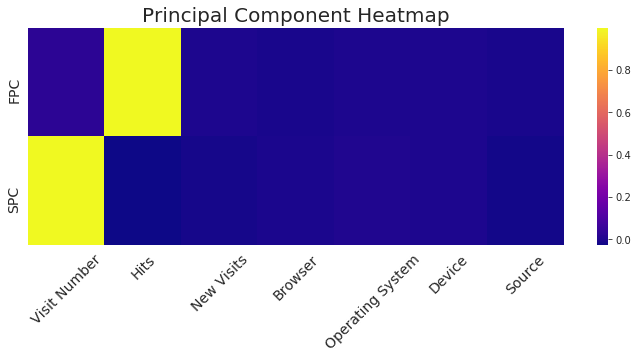 Principal Component Heatmap
FPC
SPC
Visit Number
Hits
New Visits
Browser
Operating System
Device
Source
0.8
0.6
0.4
0.2
0.0